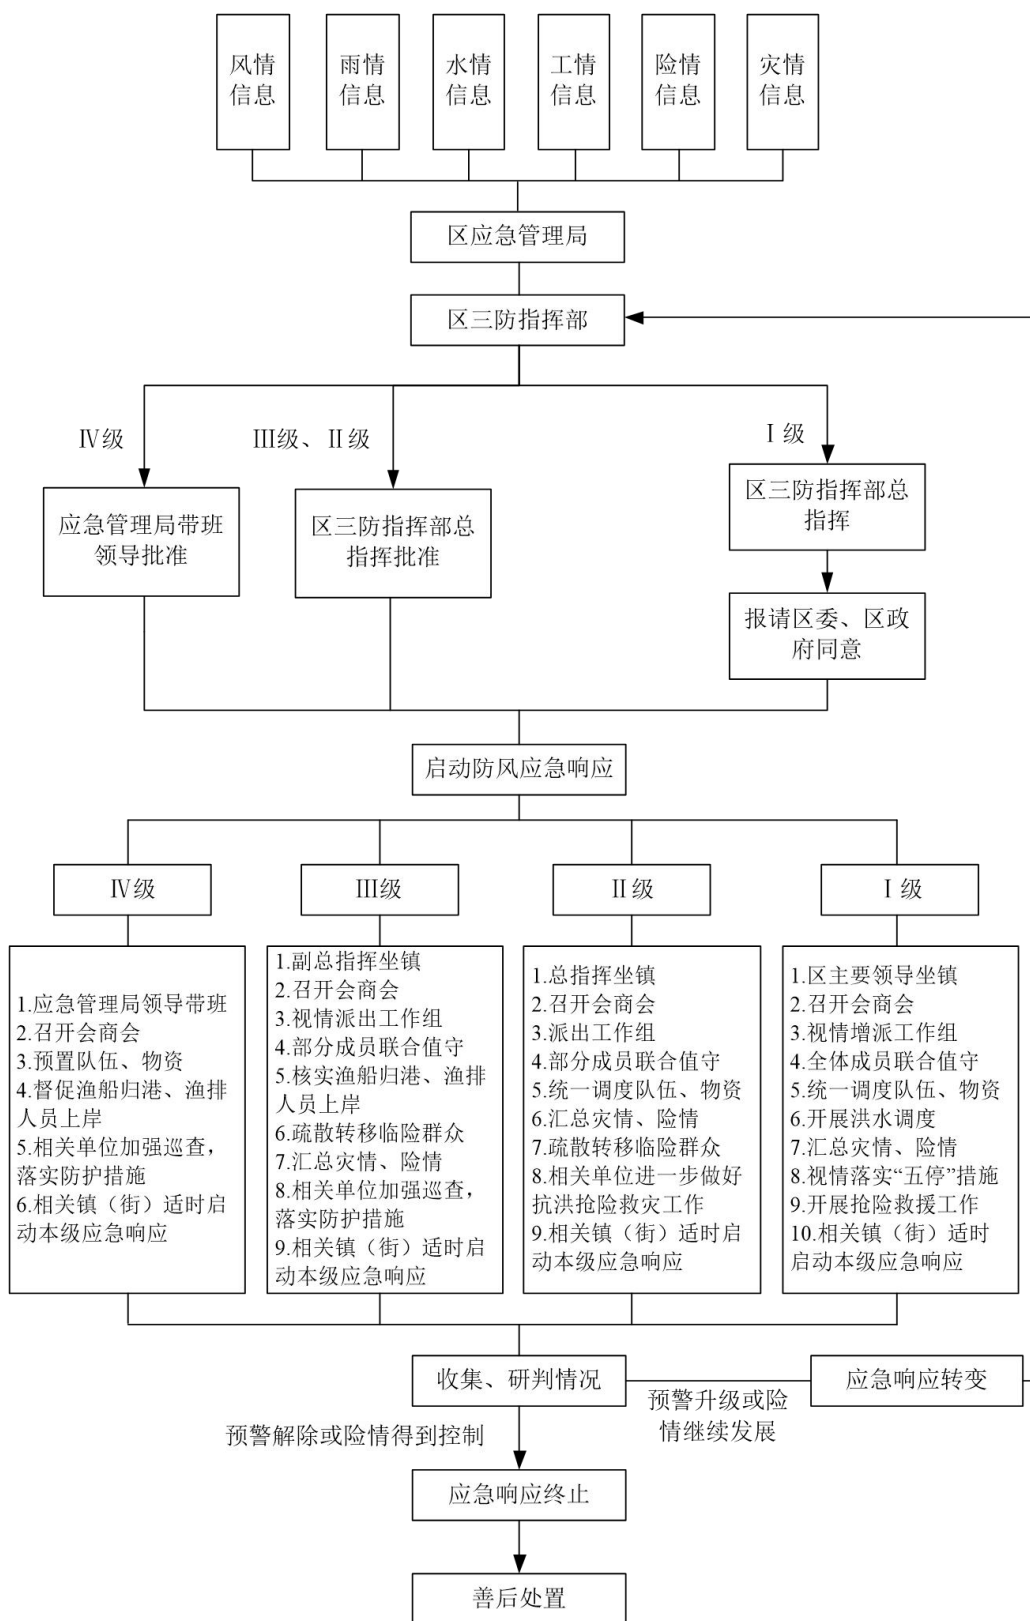 风情
信息
雨情
信息
水情
信息
工情
信息
险情
信息
灾情
信息
区应急管理局
区三防指挥部
Ⅳ级
Ⅲ级、Ⅱ级
Ⅰ级
应急管理局带班
领导批准
区三防指挥部总
指挥批准
区三防指挥部总
指挥
报请区委、区政
府同意
启动防风应急响应
Ⅳ级
Ⅲ级
Ⅱ级
Ⅰ级
1.应急管理局领导带班
2.召开会商会
3.预置队伍、物资
4.督促渔船归港、渔排
人员上岸
5.相关单位加强巡查，
落实防护措施
6.相关镇（街）适时启
动本级应急响应
1.副总指挥坐镇
2.召开会商会
3.视情派出工作组
4.部分成员联合值守
5.核实渔船归港、渔排
人员上岸
6.疏散转移临险群众
7.汇总灾情、险情
8.相关单位加强巡查，
落实防护措施
9.相关镇（街）适时启
动本级应急响应
1.总指挥坐镇
2.召开会商会
3.派出工作组
4.部分成员联合值守
5.统一调度队伍、物资
6.汇总灾情、险情
7.疏散转移临险群众
8.相关单位进一步做好
抗洪抢险救灾工作
9.相关镇（街）适时启
动本级应急响应
1.区主要领导坐镇
2.召开会商会
3.视情增派工作组
4.全体成员联合值守
5.统一调度队伍、物资
6.开展洪水调度
7.汇总灾情、险情
8.视情落实“五停”措施
9.开展抢险救援工作
10.相关镇（街）适时
启动本级应急响应
收集、研判情况
应急响应转变
预警升级或险
情继续发展
预警解除或险情得到控制
应急响应终止
善后处置